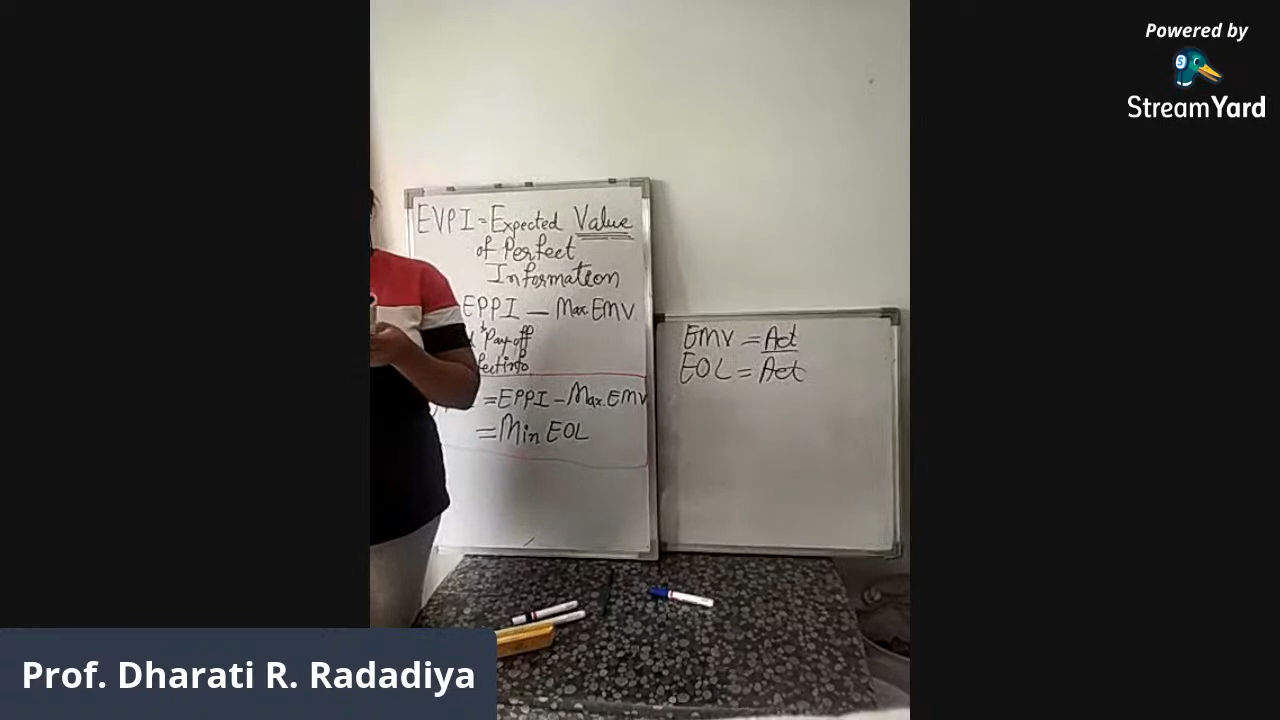 Powered by
StreamYard
EVPI = Expected Value
of Perfect
Information
EPPI — Max. EMV
Pay off
= EPPI - Max. EMV
= Min EOL
EMV = Act
EOL = Act
Prof. Dharati R. Radadiya